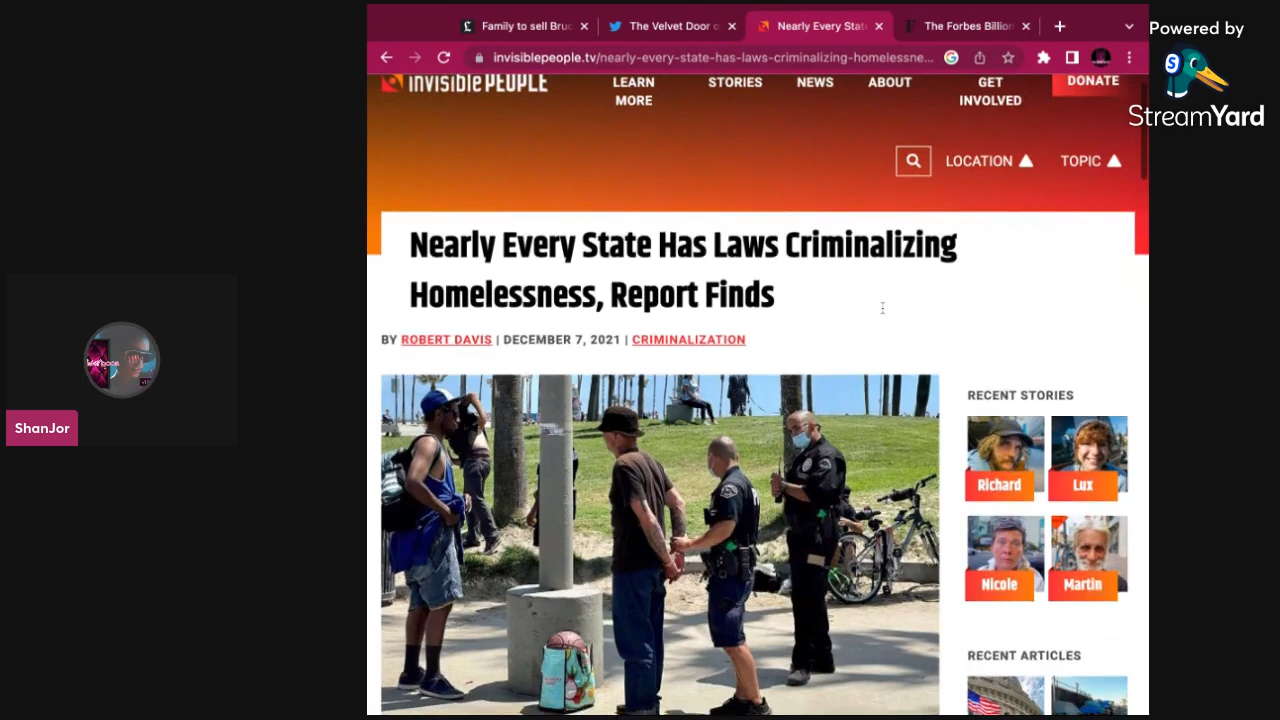 Family to sell Bru
The Velvet Door o
Nearly Every Stat
The Forbes Billion
invisiblepeople.tv/nearly-every-state-has-laws-criminalizing-homelessne...
Powered by
StreamYard
invisible PEOPLE
LEARN MORE
STORIES
NEWS
ABOUT
GET INVOLVED
DONATE
LOCATION
TOPIC
Nearly Every State Has Laws Criminalizing
Homelessness, Report Finds
BY ROBERT DAVIS | DECEMBER 7, 2021 | CRIMINALIZATION
RECENT STORIES
Richard
Lux
Nicole
Martin
RECENT ARTICLES
ShanJor